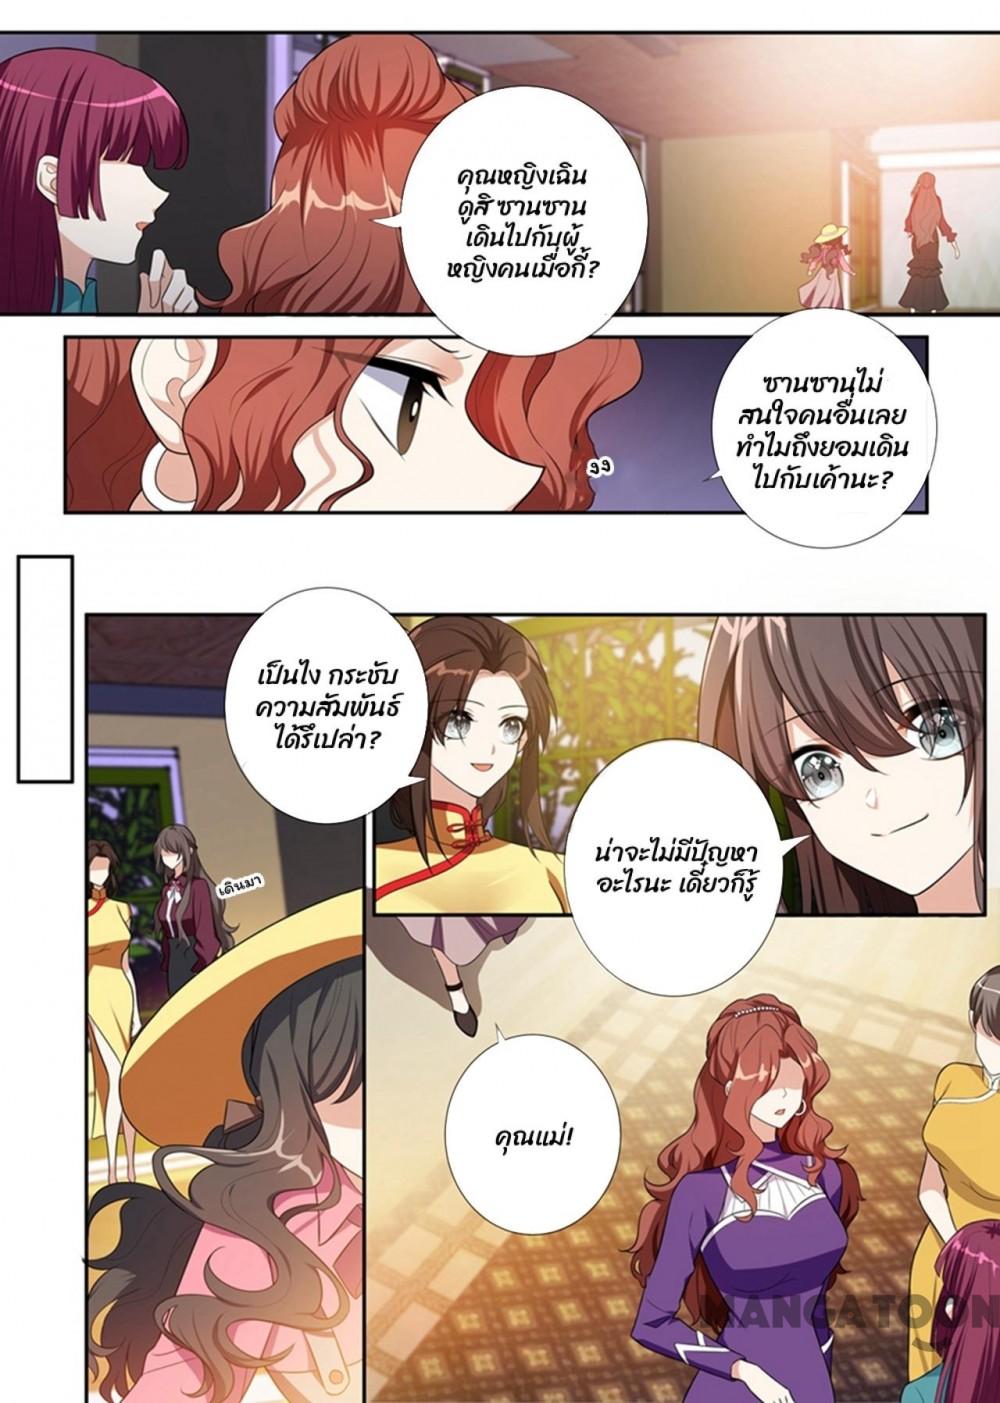 คุณหญิงเฉิน
ดูสิ ซานซาน
เดินไปกับผู้
หญิงคนเมื่อกี้?
ซานซานไม่
สนใจคนอื่นเลย
ทำไมถึงยอมเดิน
ไปกับเค้านะ?
งง
เป็นไง กระชับ
ความสัมพันธ์
ได้รึเปล่า?
น่าจะไม่มีปัญหา
อะไรนะ เดี๋ยวก็รู้
เดินมา
คุณแม่!
MANGATOON